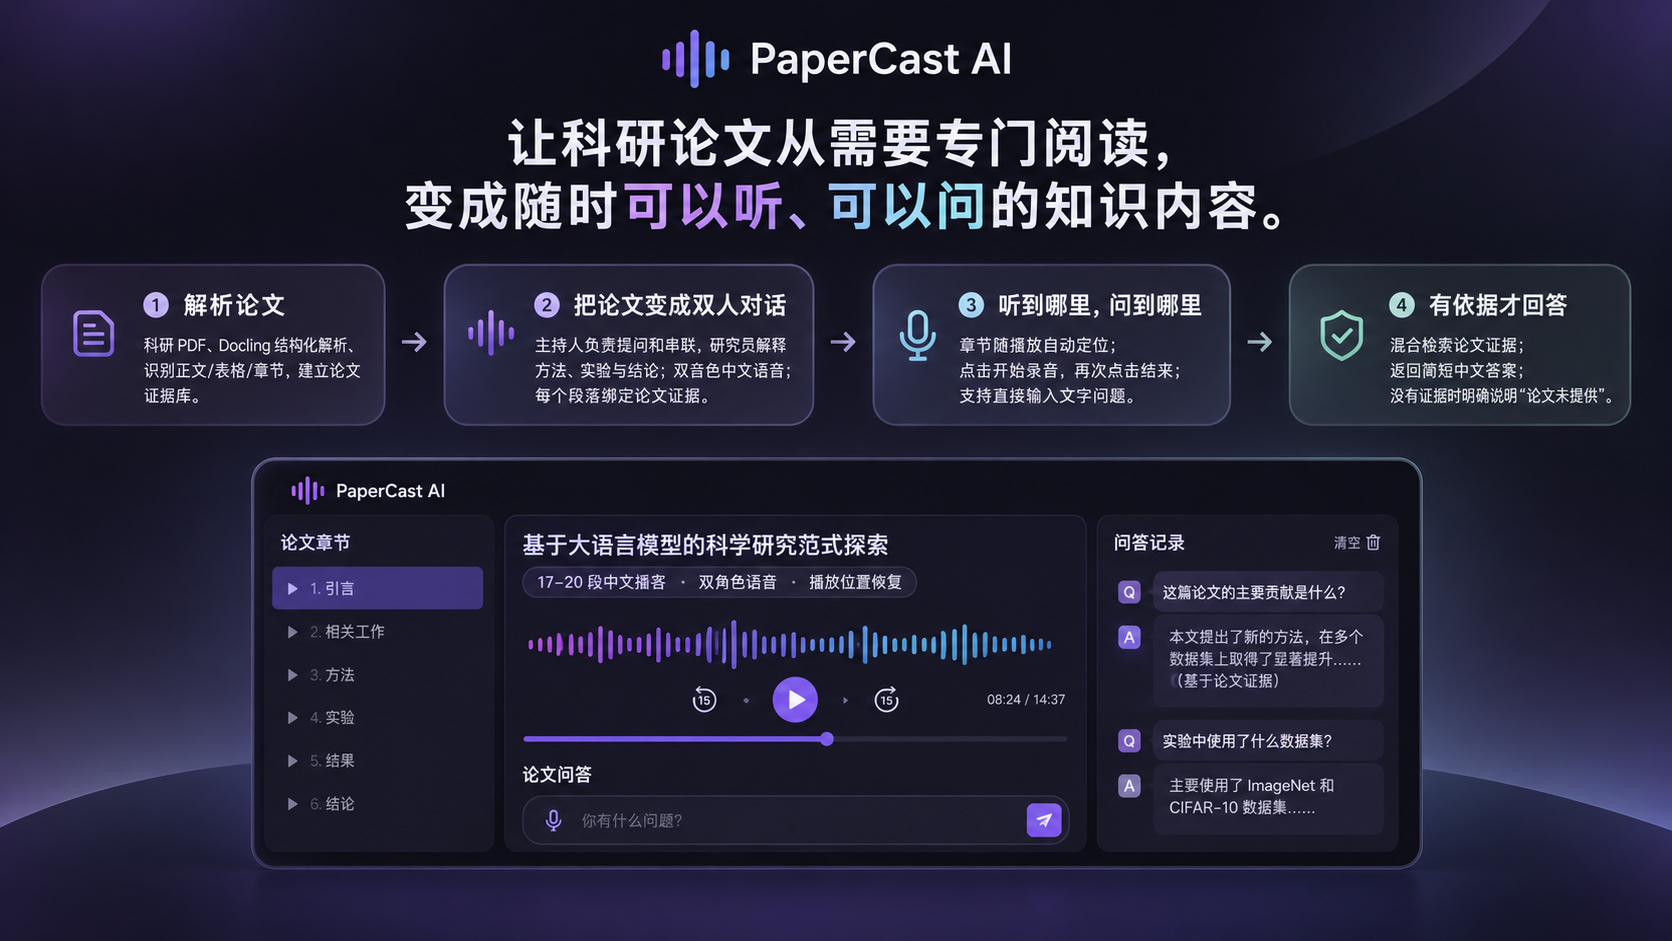 PaperCast AI
让科研论文从需要专门阅读，
变成随时可以听、可以问的知识内容。
1 解析论文
科研 PDF、Docling 结构化解析、
识别正文/表格/章节，建立论文
证据库。
2 把论文变成双人对话
主持人负责提问和串联，研究员解释
方法、实验与结论；双音色中文语音；
每个段落绑定论文证据。
3 听到哪里，问到哪里
章节随播放自动定位；
点击开始录音，再次点击结束；
支持直接输入文字问题。
4 有依据才回答
混合检索论文证据；
返回简短中文答案；
没有证据时明确说明“论文未提供”。
PaperCast AI
论文章节
1. 引言
2. 相关工作
3. 方法
4. 实验
5. 结果
6. 结论
基于大语言模型的科学研究范式探索
17–20 段中文播客 · 双角色语音 · 播放位置恢复
15
15
08:24 / 14:37
论文问答
你有什么问题？
问答记录
清空
Q 这篇论文的主要贡献是什么？
A 本文提出了新的方法，在多个
数据集上取得了显著提升……
（基于论文证据）
Q 实验中使用了什么数据集？
A 主要使用了 ImageNet 和
CIFAR-10 数据集……